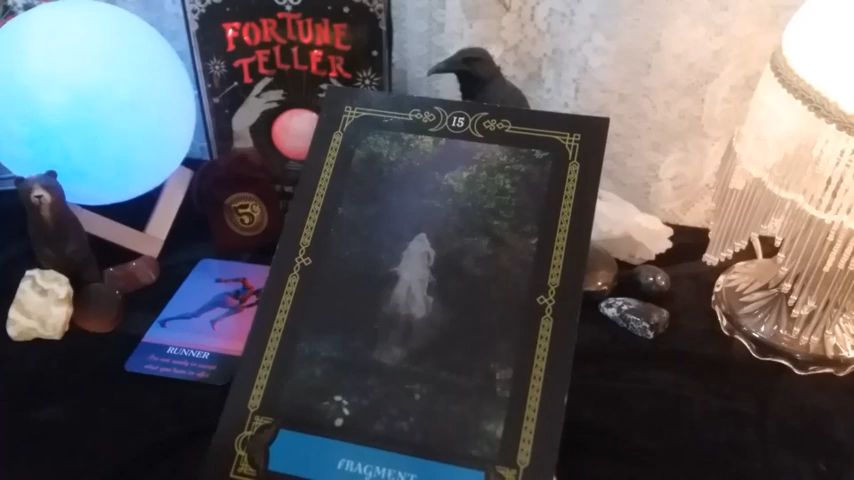 FORTUNE
TELLER
15
5¢
RUNNER
FRAGMENT